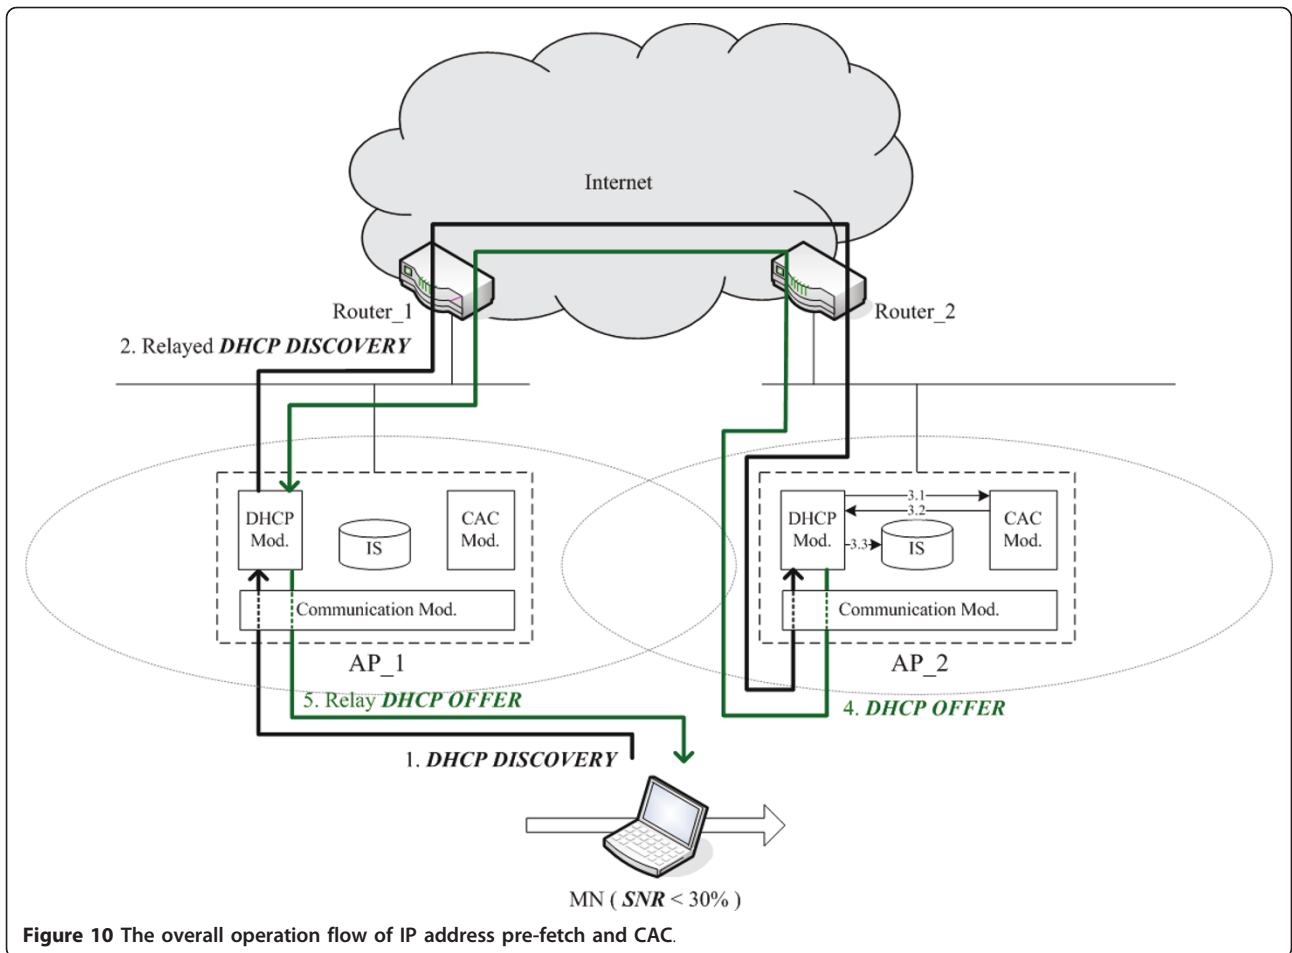 Internet
Router_1
Router_2
2. Relayed DHCP DISCOVERY
DHCP
Mod.
IS
CAC
Mod.
Communication Mod.
AP_1
DHCP
Mod.
3.1
3.2
3.3
IS
CAC
Mod.
Communication Mod.
AP_2
5. Relay DHCP OFFER
4. DHCP OFFER
1. DHCP DISCOVERY
MN ( SNR < 30% )
Figure 10 The overall operation flow of IP address pre-fetch and CAC.